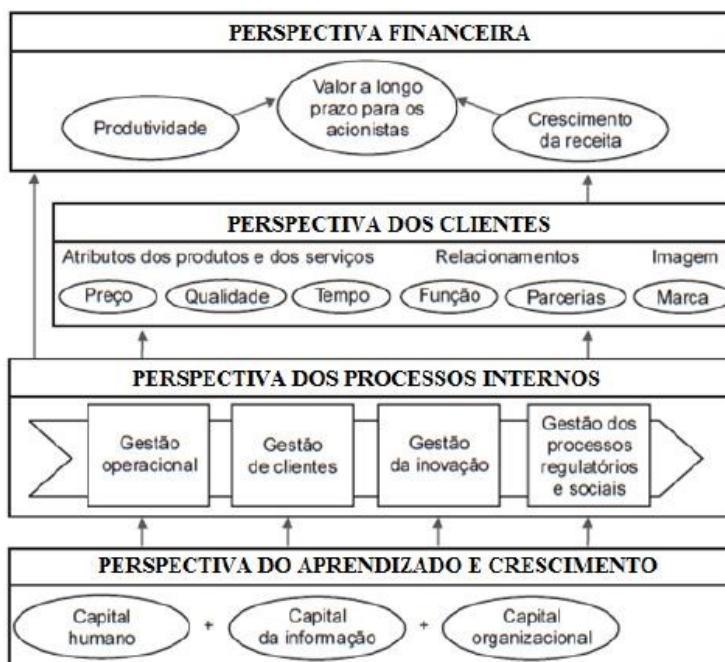 PERSPECTIVA FINANCEIRA
Produtividade
Valor a longo
prazo para os
acionistas
Crescimento
da receita
PERSPECTIVA DOS CLIENTES
Atributos dos produtos e dos serviços Relacionamentos Imagem
Preço Qualidade Tempo Função Parcerias Marca
PERSPECTIVA DOS PROCESSOS INTERNOS
Gestão
operacional
Gestão
de clientes
Gestão
da inovação
Gestão dos
processos
regulatórios
e sociais
PERSPECTIVA DO APRENDIZADO E CRESCIMENTO
Capital
humano
+
Capital
da informação
+
Capital
organizacional